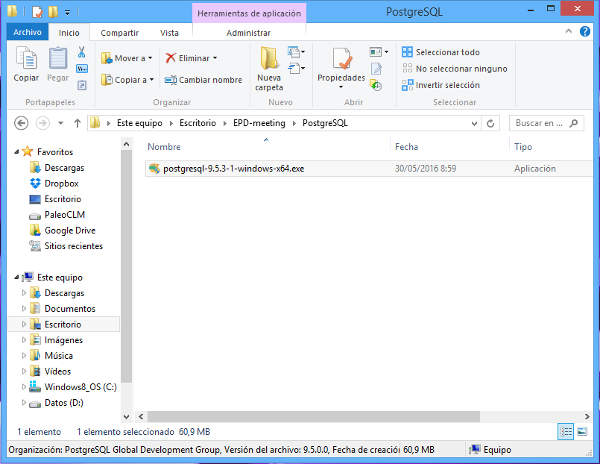 Herramientas de aplicación
PostgreSQL
Archivo Inicio Compartir Vista Administrar
Copiar Pegar Mover a Copiar a Eliminar Cambiar nombre Nueva carpeta Propiedades Seleccionar todo No seleccionar ninguno Invertir selección
Portapapeles Organizar Nuevo Abrir Seleccionar
Este equipo Escritorio EPD-meeting PostgreSQL Buscar en ...
Nombre Fecha Tipo
postgresql-9.5.3-1-windows-x64.exe 30/05/2016 8:59 Aplicación
Favoritos
Descargas
Dropbox
Escritorio
PaleoCLM
Google Drive
Sitios recientes
Este equipo
Descargas
Documentos
Escritorio
Imágenes
Música
Vídeos
Windows8_OS (C:)
Datos (D:)
1 elemento 1 elemento seleccionado 60,9 MB
Organización: PostgreSQL Global Development Group, Versión del archivo: 9.5.0.0, Fecha de creación 60,9 MB Equipo